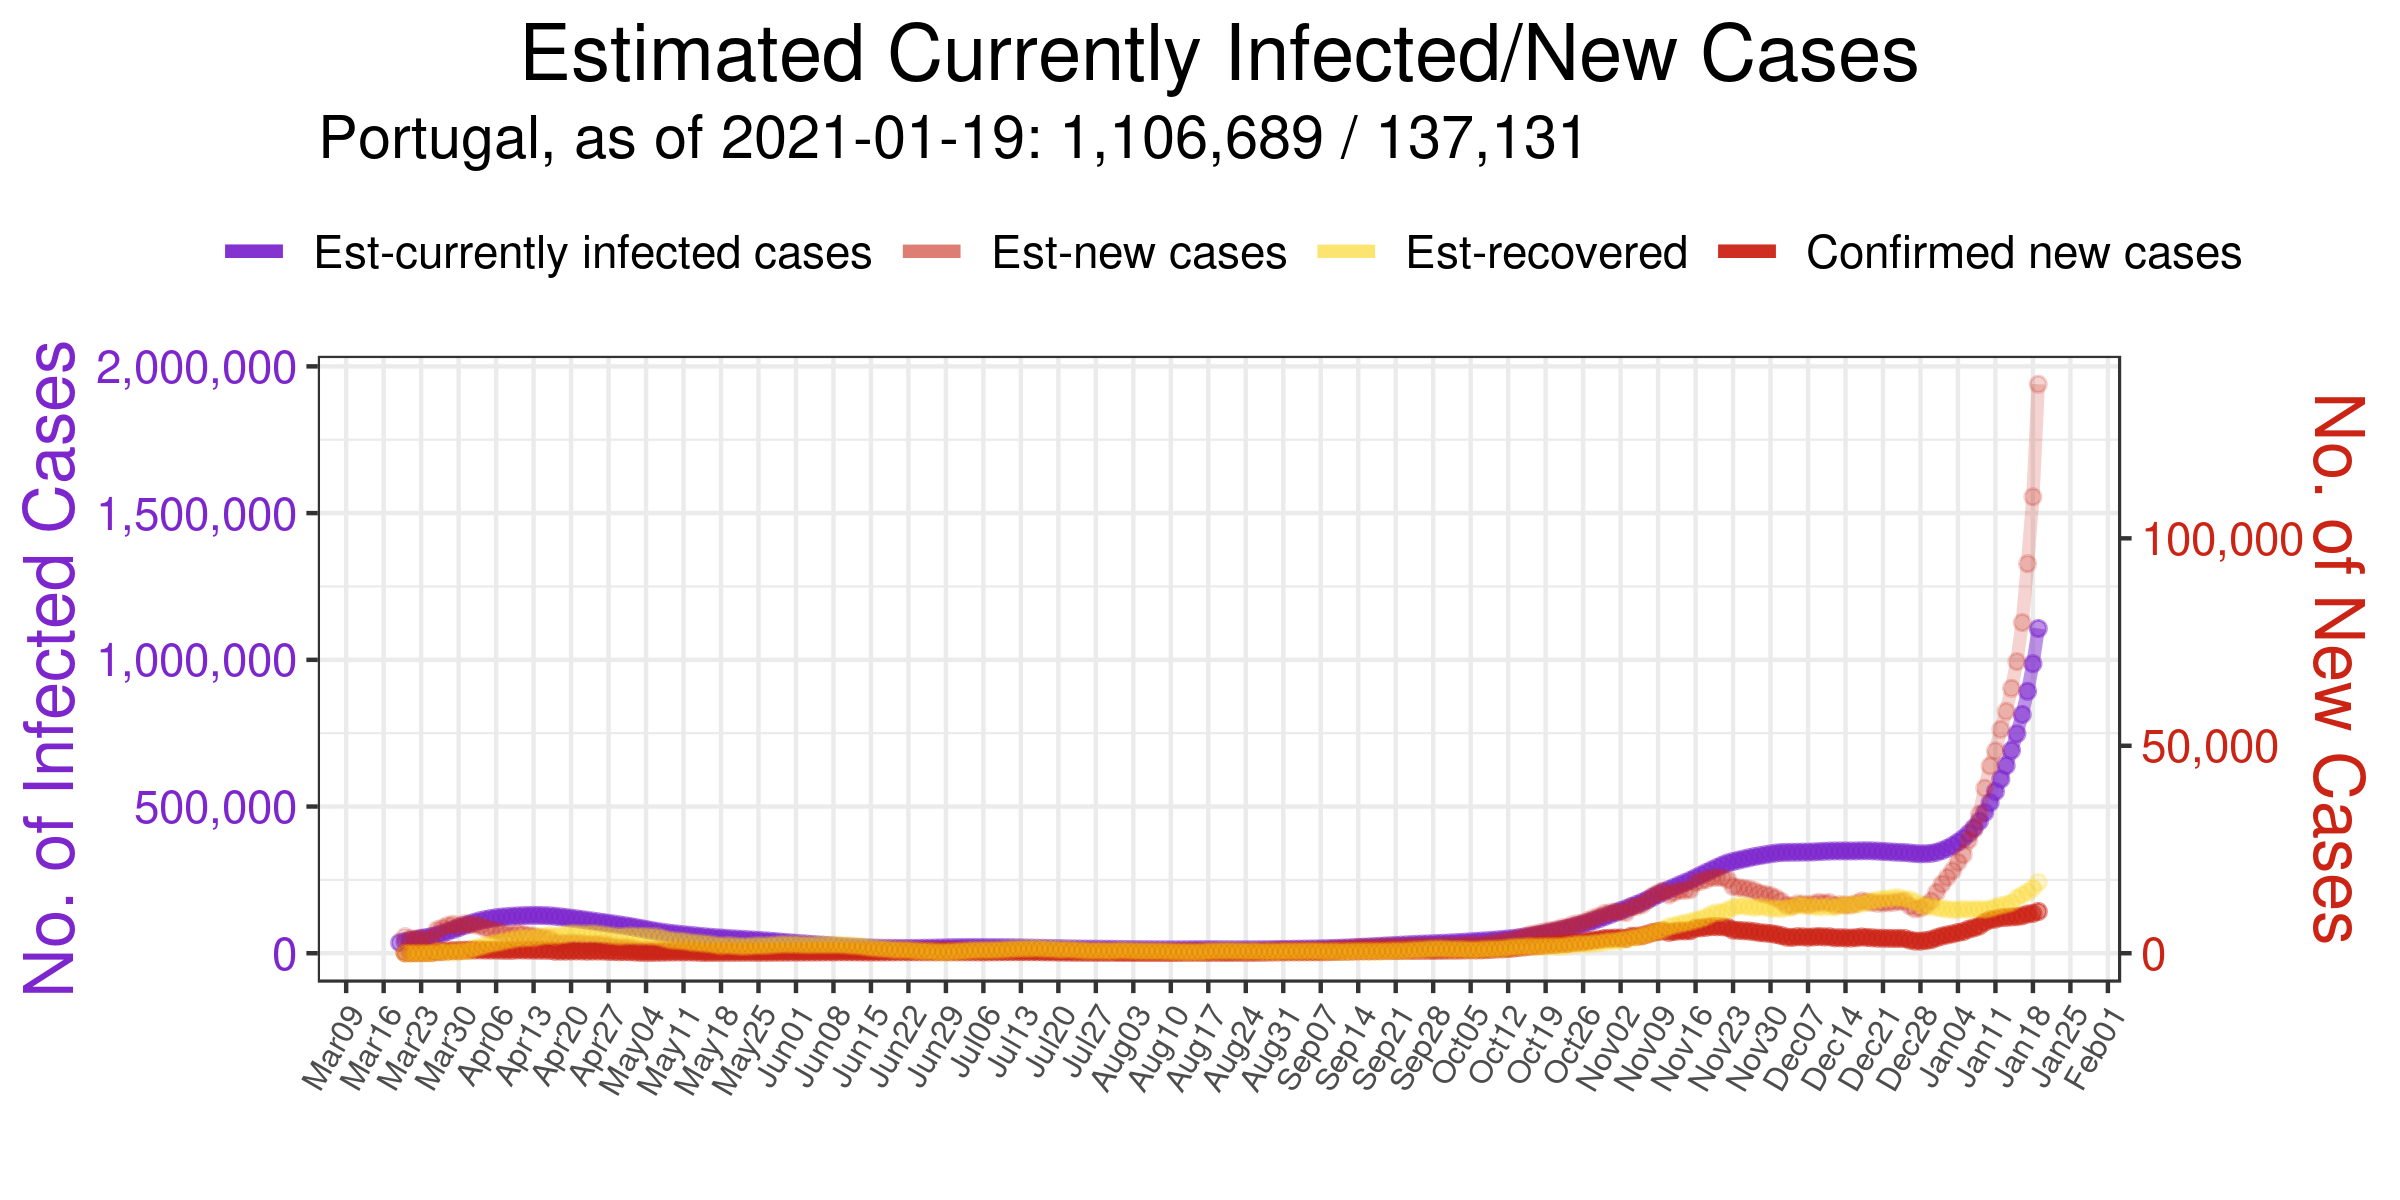 Estimated Currently Infected/New Cases
Portugal, as of 2021-01-19: 1,106,689 / 137,131
Est-currently infected cases Est-new cases Est-recovered Confirmed new cases
No. of Infected Cases
2,000,000
1,500,000
1,000,000
500,000
0
No. of New Cases
100,000
50,000
0
Mar09 Mar16 Mar23 Mar30 Apr06 Apr13 Apr20 Apr27 May04 May11 May18 May25 Jun01 Jun08 Jun15 Jun22 Jun29 Jul06 Jul13 Jul20 Jul27 Aug03 Aug10 Aug17 Aug24 Aug31 Sep07 Sep14 Sep21 Sep28 Oct05 Oct12 Oct19 Oct26 Nov02 Nov09 Nov16 Nov23 Nov30 Dec07 Dec14 Dec21 Dec28 Jan04 Jan11 Jan18 Jan25 Feb01